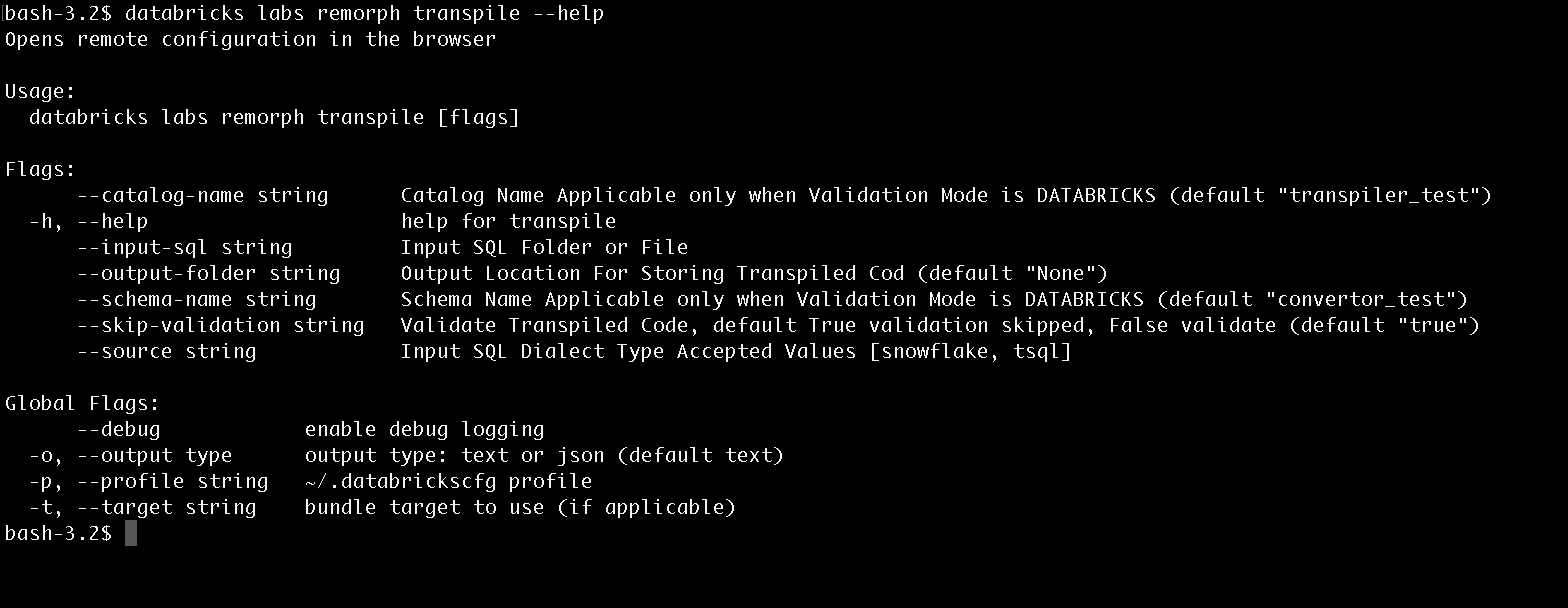 bash-3.2$ databricks labs remorph transpile --help
Opens remote configuration in the browser

Usage:
  databricks labs remorph transpile [flags]

Flags:
      --catalog-name string      Catalog Name Applicable only when Validation Mode is DATABRICKS (default "transpiler_test")
  -h, --help                     help for transpile
      --input-sql string         Input SQL Folder or File
      --output-folder string     Output Location For Storing Transpiled Cod (default "None")
      --schema-name string       Schema Name Applicable only when Validation Mode is DATABRICKS (default "convertor_test")
      --skip-validation string   Validate Transpiled Code, default True validation skipped, False validate (default "true")
      --source string            Input SQL Dialect Type Accepted Values [snowflake, tsql]

Global Flags:
      --debug            enable debug logging
  -o, --output type      output type: text or json (default text)
  -p, --profile string   ~/.databrickscfg profile
  -t, --target string    bundle target to use (if applicable)
bash-3.2$